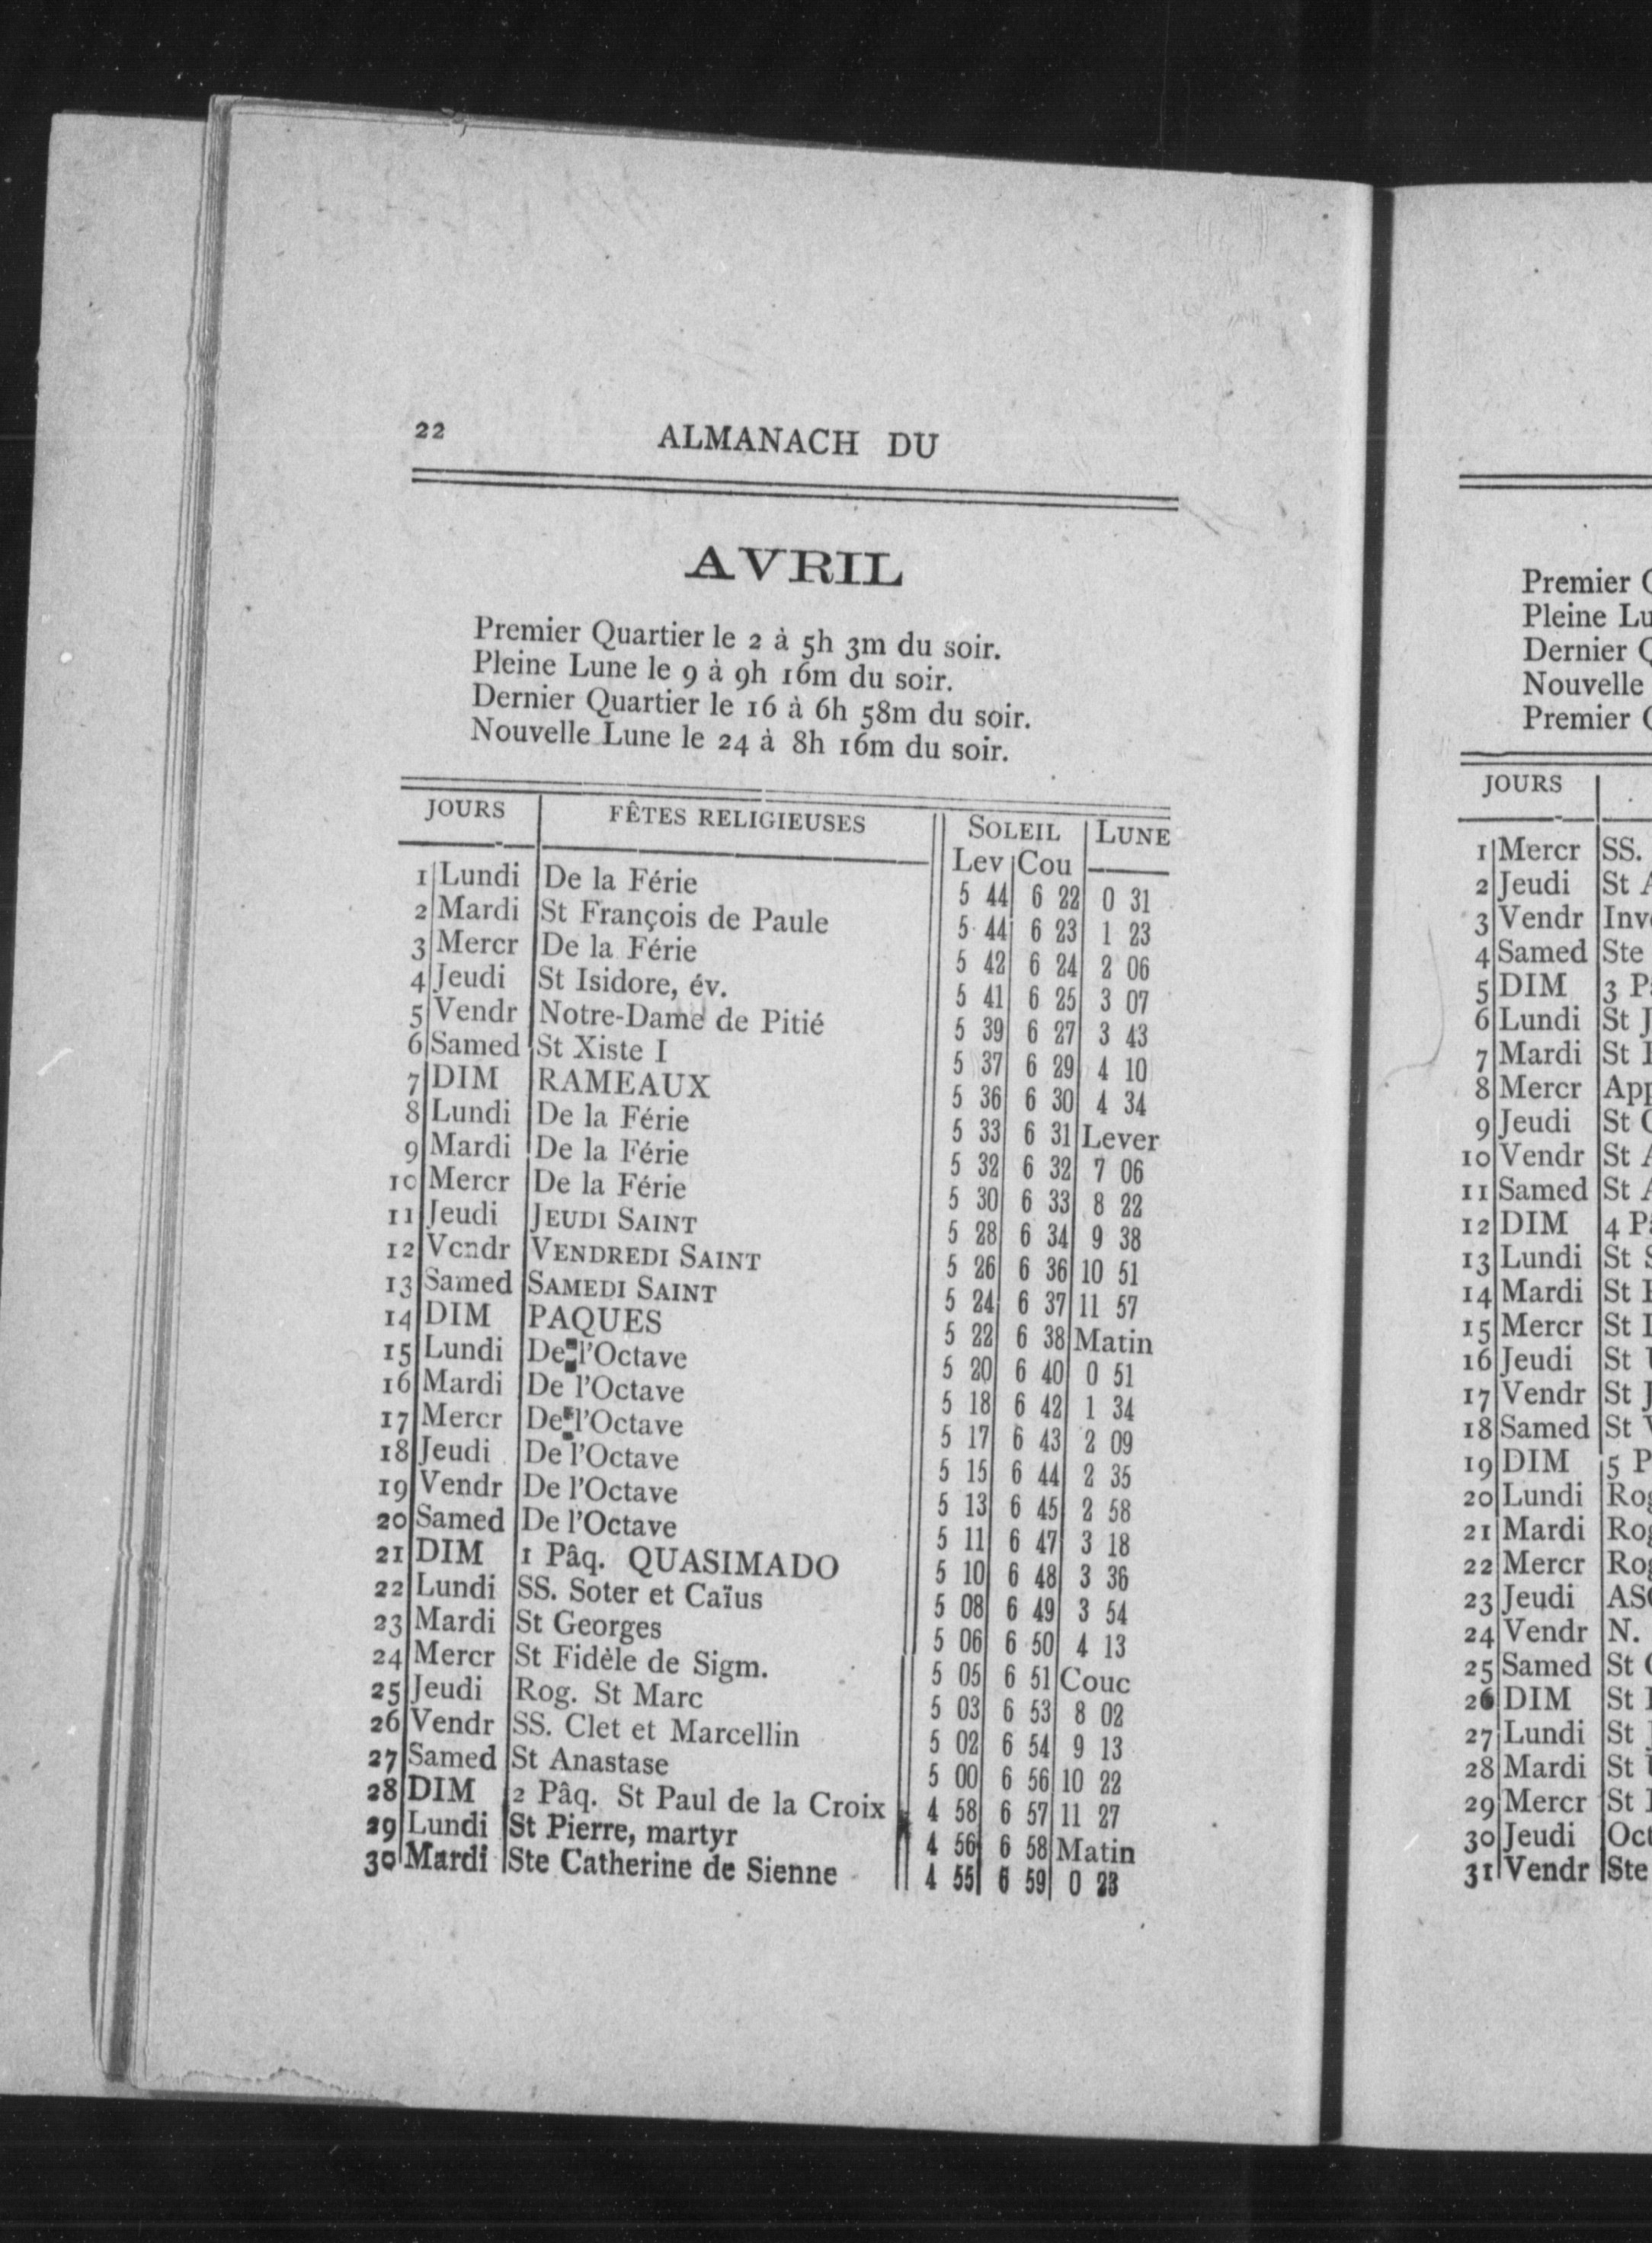 22 ALMANACH DU
AVRIL
Premier Quartier le 2 à 5h 3m du soir.
Pleine Lune le 9 à 9h 16m du soir.
Dernier Quartier le 16 à 6h 58m du soir.
Nouvelle Lune le 24 à 8h 16m du soir.
JOURS FÊTES RELIGIEUSES SOLEIL LUNE
Lev Cou
1 Lundi De la Férie 5 44 6 22 0 31
2 Mardi St François de Paule 5 44 6 23 1 23
3 Mercr De la Férie 5 42 6 24 2 06
4 Jeudi St Isidore, év. 5 41 6 25 3 07
5 Vendr Notre-Dame de Pitié 5 39 6 27 3 43
6 Samed St Xiste I 5 37 6 29 4 10
7 DIM RAMEAUX 5 36 6 30 4 34
8 Lundi De la Férie 5 33 6 31 Lever
9 Mardi De la Férie 5 32 6 32 7 06
10 Mercr De la Férie 5 30 6 33 8 22
11 Jeudi JEUDI SAINT 5 28 6 34 9 38
12 Vendr VENDREDI SAINT 5 26 6 36 10 51
13 Samed SAMEDI SAINT 5 24 6 37 11 57
14 DIM PAQUES 5 22 6 38 Matin
15 Lundi De l'Octave 5 20 6 40 0 51
16 Mardi De l'Octave 5 18 6 42 1 34
17 Mercr De l'Octave 5 17 6 43 2 09
18 Jeudi De l'Octave 5 15 6 44 2 35
19 Vendr De l'Octave 5 13 6 45 2 58
20 Samed De l'Octave 5 11 6 47 3 18
21 DIM 1 Pâq. QUASIMADO 5 10 6 48 3 36
22 Lundi SS. Soter et Caïus 5 08 6 49 3 54
23 Mardi St Georges 5 06 6 50 4 13
24 Mercr St Fidèle de Sigm. 5 05 6 51 Couc
25 Jeudi Rog. St Marc 5 03 6 53 8 02
26 Vendr SS. Clet et Marcellin 5 02 6 54 9 13
27 Samed St Anastase 5 00 6 56 10 22
28 DIM 2 Pâq. St Paul de la Croix 4 58 6 57 11 27
29 Lundi St Pierre, martyr 4 56 6 58 Matin
30 Mardi Ste Catherine de Sienne 4 55 6 59 0 23
Premier
Pleine
Dernier
Nouvelle
Premier
JOURS
1 Mercr SS.
2 Jeudi St
3 Vendr
4 Samed Ste
5 DIM 3
6 Lundi St
7 Mardi St
8 Mercr
9 Jeudi St
10 Vendr St
11 Samed St
12 DIM 4
13 Lundi St
14 Mardi St
15 Mercr St
16 Jeudi St
17 Vendr St
18 Samed St
19 DIM 5
20 Lundi
21 Mardi
22 Mercr
23 Jeudi
24 Vendr N.
25 Samed St
26 DIM St
27 Lundi St
28 Mardi St
29 Mercr St
30 Jeudi
31 Vendr Ste